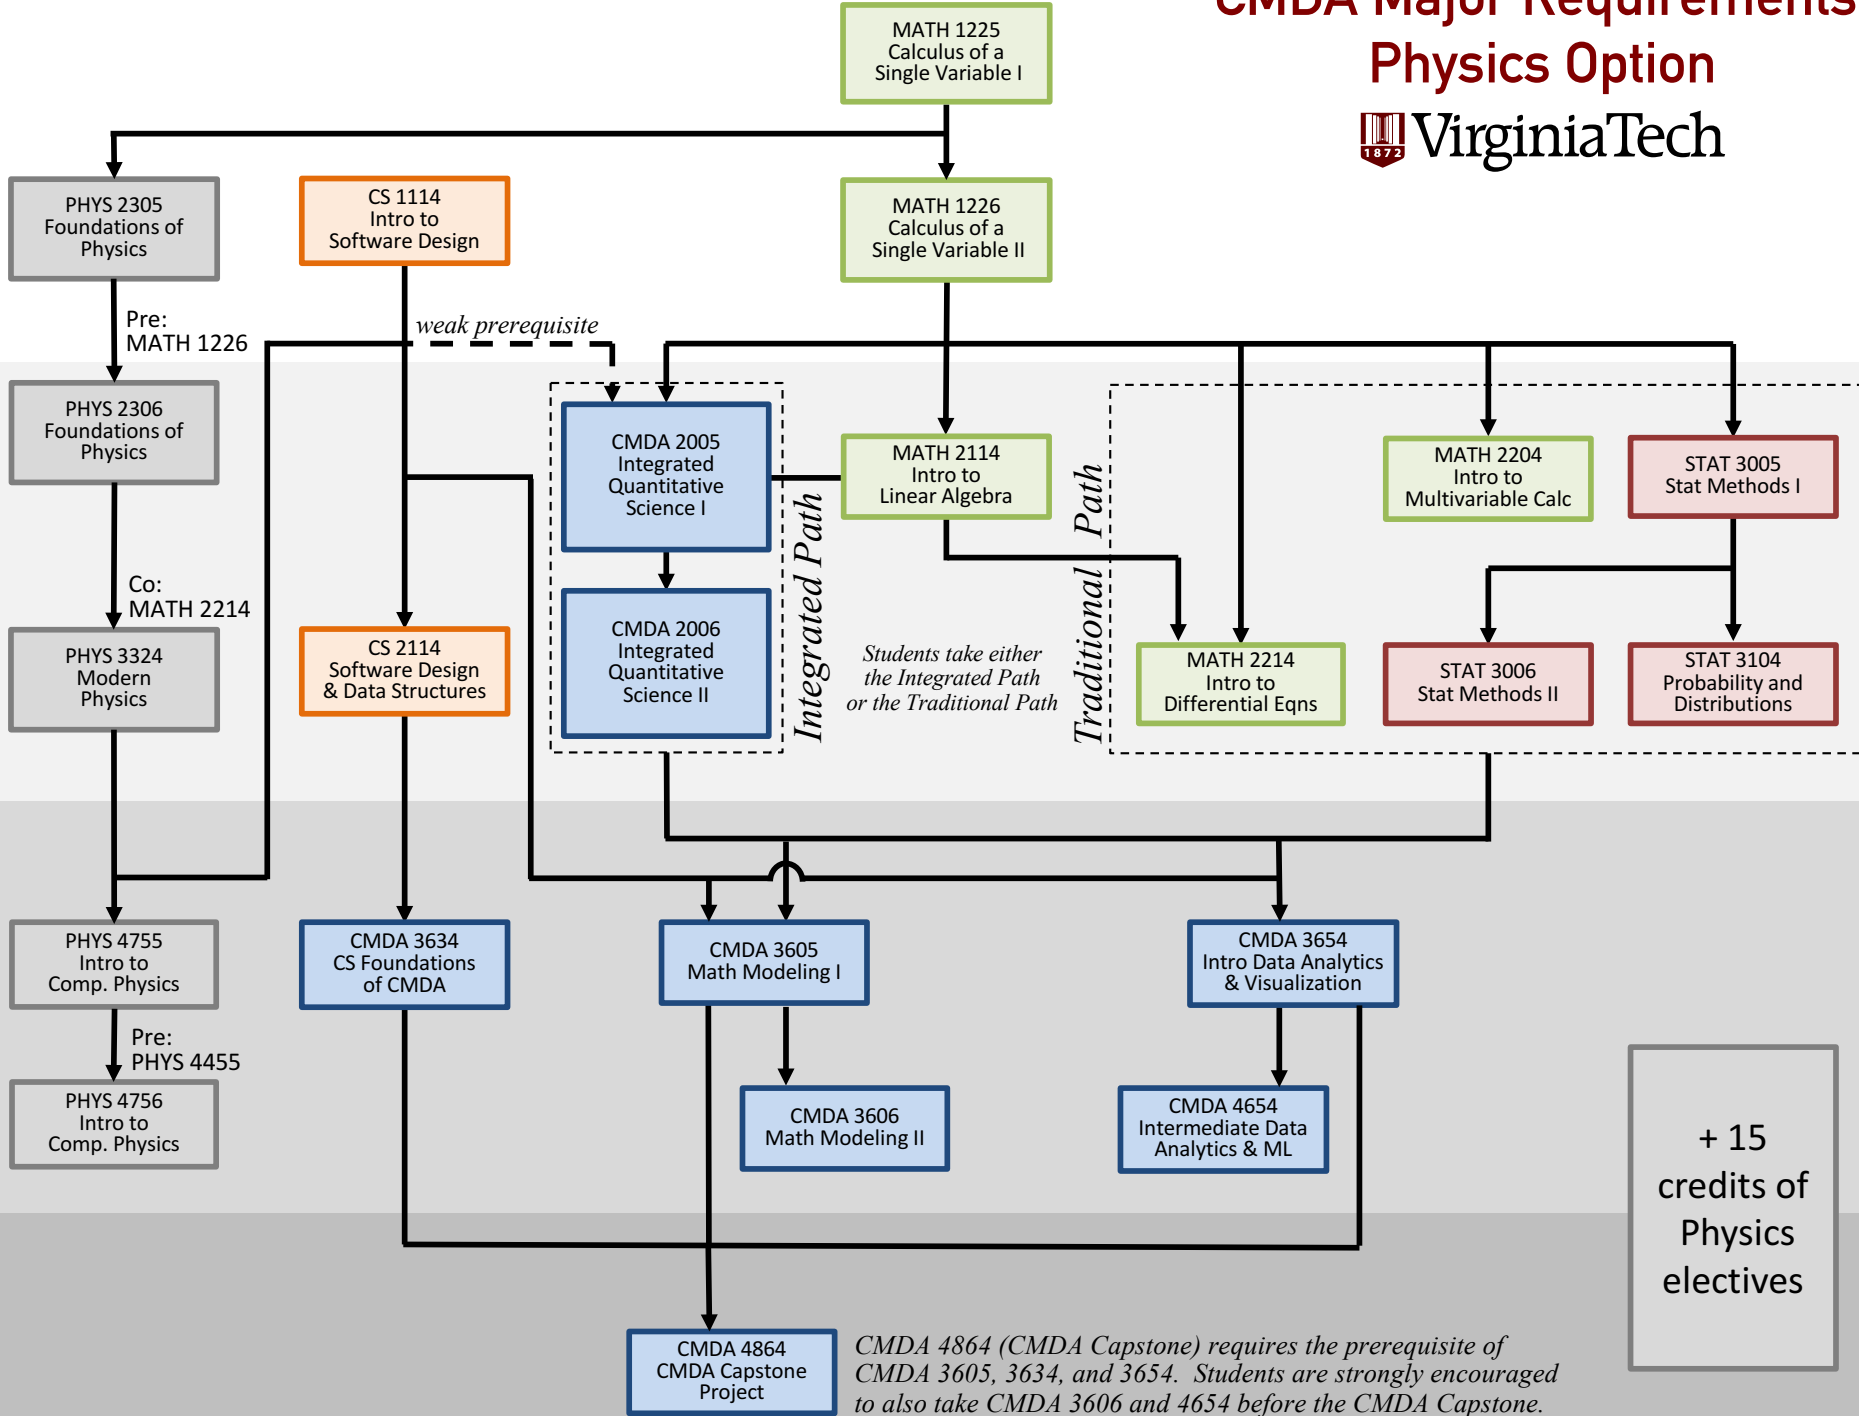 CMDA Major Requirements
Physics Option
1872
VirginiaTech
MATH 1225
Calculus of a
Single Variable I
PHYS 2305
Foundations of
Physics
CS 1114
Intro to
Software Design
MATH 1226
Calculus of a
Single Variable II
Pre:
MATH 1226
weak prerequisite
PHYS 2306
Foundations of
Physics
CMDA 2005
Integrated
Quantitative
Science I
MATH 2114
Intro to
Linear Algebra
MATH 2204
Intro to
Multivariable Calc
STAT 3005
Stat Methods I
Integrated Path
Traditional Path
Co:
MATH 2214
PHYS 3324
Modern
Physics
CS 2114
Software Design
& Data Structures
CMDA 2006
Integrated
Quantitative
Science II
Students take either
the Integrated Path
or the Traditional Path
MATH 2214
Intro to
Differential Eqns
STAT 3006
Stat Methods II
STAT 3104
Probability and
Distributions
PHYS 4755
Intro to
Comp. Physics
CMDA 3634
CS Foundations
of CMDA
CMDA 3605
Math Modeling I
CMDA 3654
Intro Data Analytics
& Visualization
Pre:
PHYS 4455
PHYS 4756
Intro to
Comp. Physics
CMDA 3606
Math Modeling II
CMDA 4654
Intermediate Data
Analytics & ML
+ 15
credits of
Physics
electives
CMDA 4864
CMDA Capstone
Project
CMDA 4864 (CMDA Capstone) requires the prerequisite of
CMDA 3605, 3634, and 3654. Students are strongly encouraged
to also take CMDA 3606 and 4654 before the CMDA Capstone.